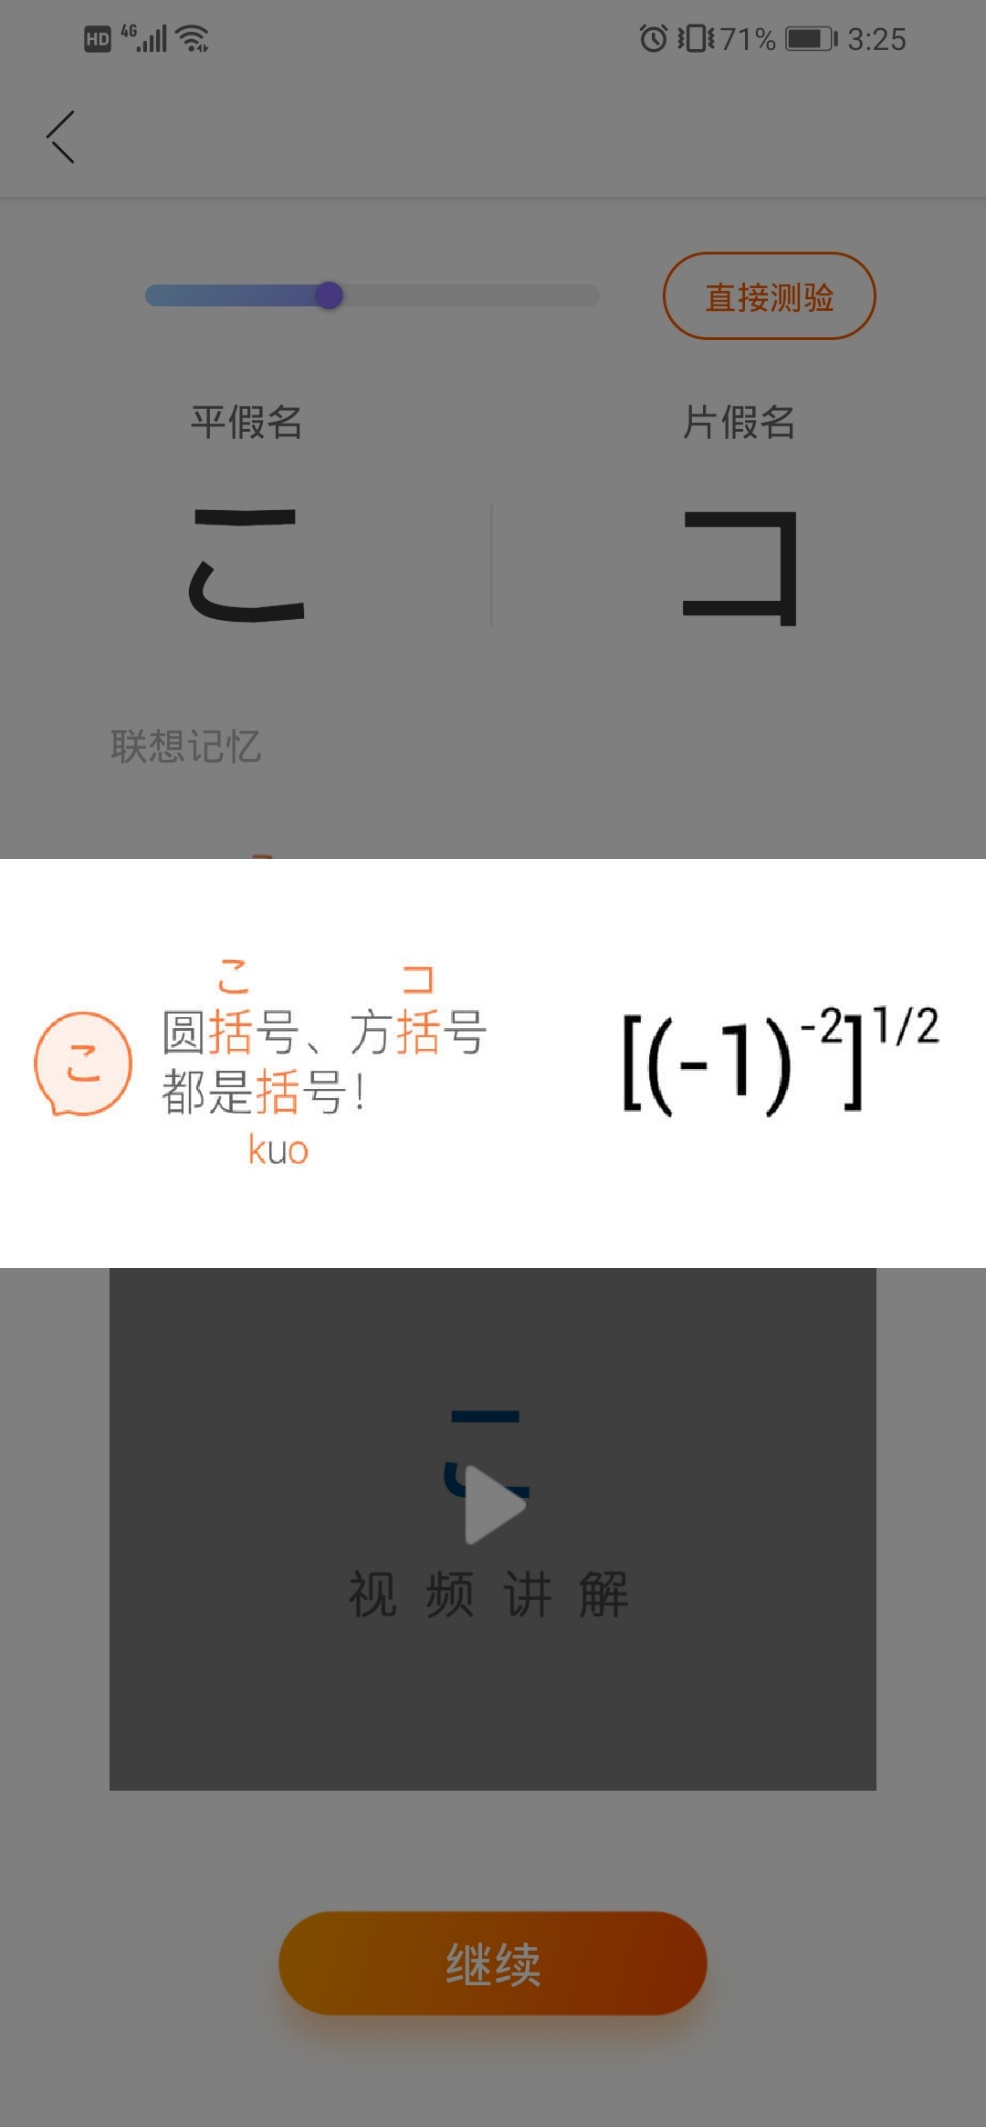 HD 4G 71% 3:25
直接测验
平假名 片假名
こ コ
联想记忆
こ コ
こ 圆括号、方括号
都是括号！
kuo
[(-1)⁻²]¹/²
こ
视频讲解
继续